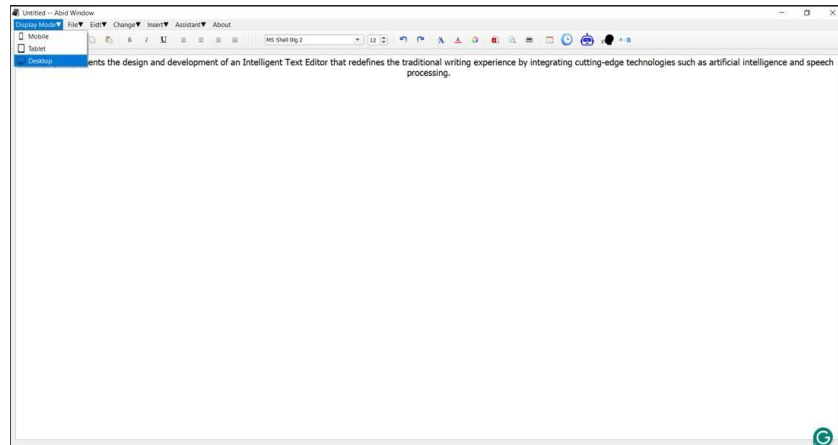 Untitled -- Abid Window
Display Mode▼ File▼ Eidt▼ Change▼ Insert▼ Assistant▼ About
Mobile
Tablet
Desktop
B I U MS Shell Dlg 2 12
ents the design and development of an Intelligent Text Editor that redefines the traditional writing experience by integrating cutting-edge technologies such as artificial intelligence and speech
processing.